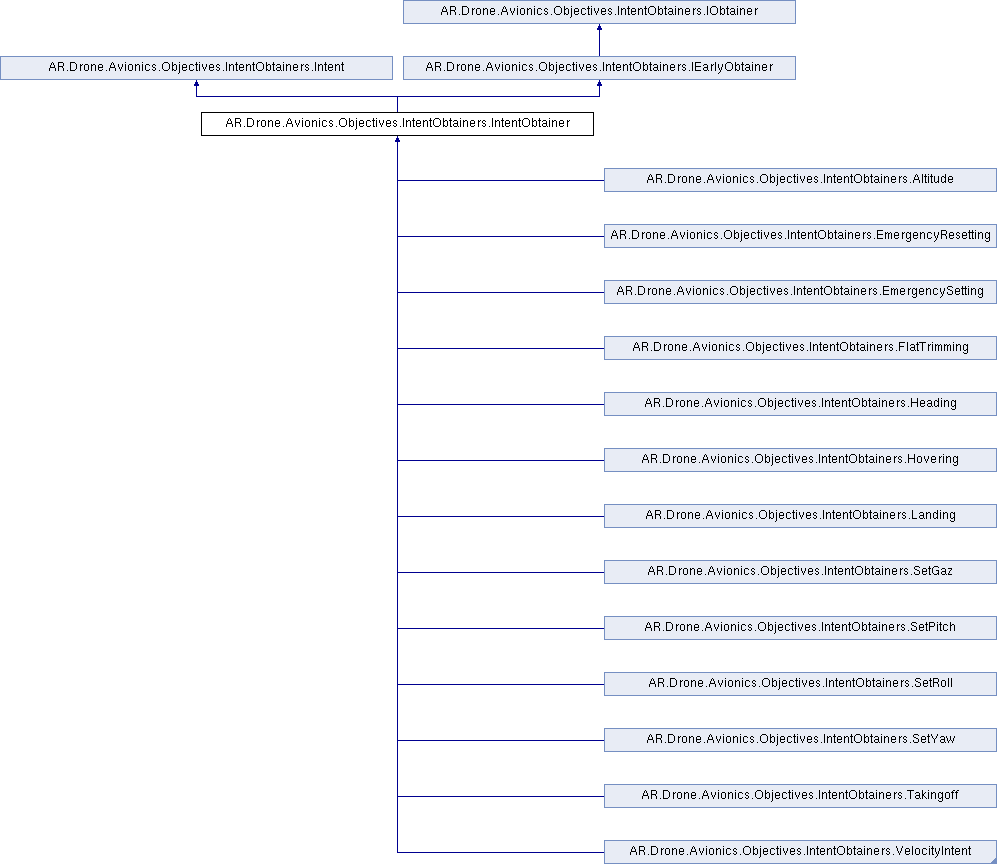 AR.Drone.Avionics.Objectives.IntentObtainers.IObtainer
AR.Drone.Avionics.Objectives.IntentObtainers.Intent
AR.Drone.Avionics.Objectives.IntentObtainers.IEarlyObtainer
AR.Drone.Avionics.Objectives.IntentObtainers.IntentObtainer
AR.Drone.Avionics.Objectives.IntentObtainers.Altitude
AR.Drone.Avionics.Objectives.IntentObtainers.EmergencyResetting
AR.Drone.Avionics.Objectives.IntentObtainers.EmergencySetting
AR.Drone.Avionics.Objectives.IntentObtainers.FlatTrimming
AR.Drone.Avionics.Objectives.IntentObtainers.Heading
AR.Drone.Avionics.Objectives.IntentObtainers.Hovering
AR.Drone.Avionics.Objectives.IntentObtainers.Landing
AR.Drone.Avionics.Objectives.IntentObtainers.SetGaz
AR.Drone.Avionics.Objectives.IntentObtainers.SetPitch
AR.Drone.Avionics.Objectives.IntentObtainers.SetRoll
AR.Drone.Avionics.Objectives.IntentObtainers.SetYaw
AR.Drone.Avionics.Objectives.IntentObtainers.Takingoff
AR.Drone.Avionics.Objectives.IntentObtainers.VelocityIntent